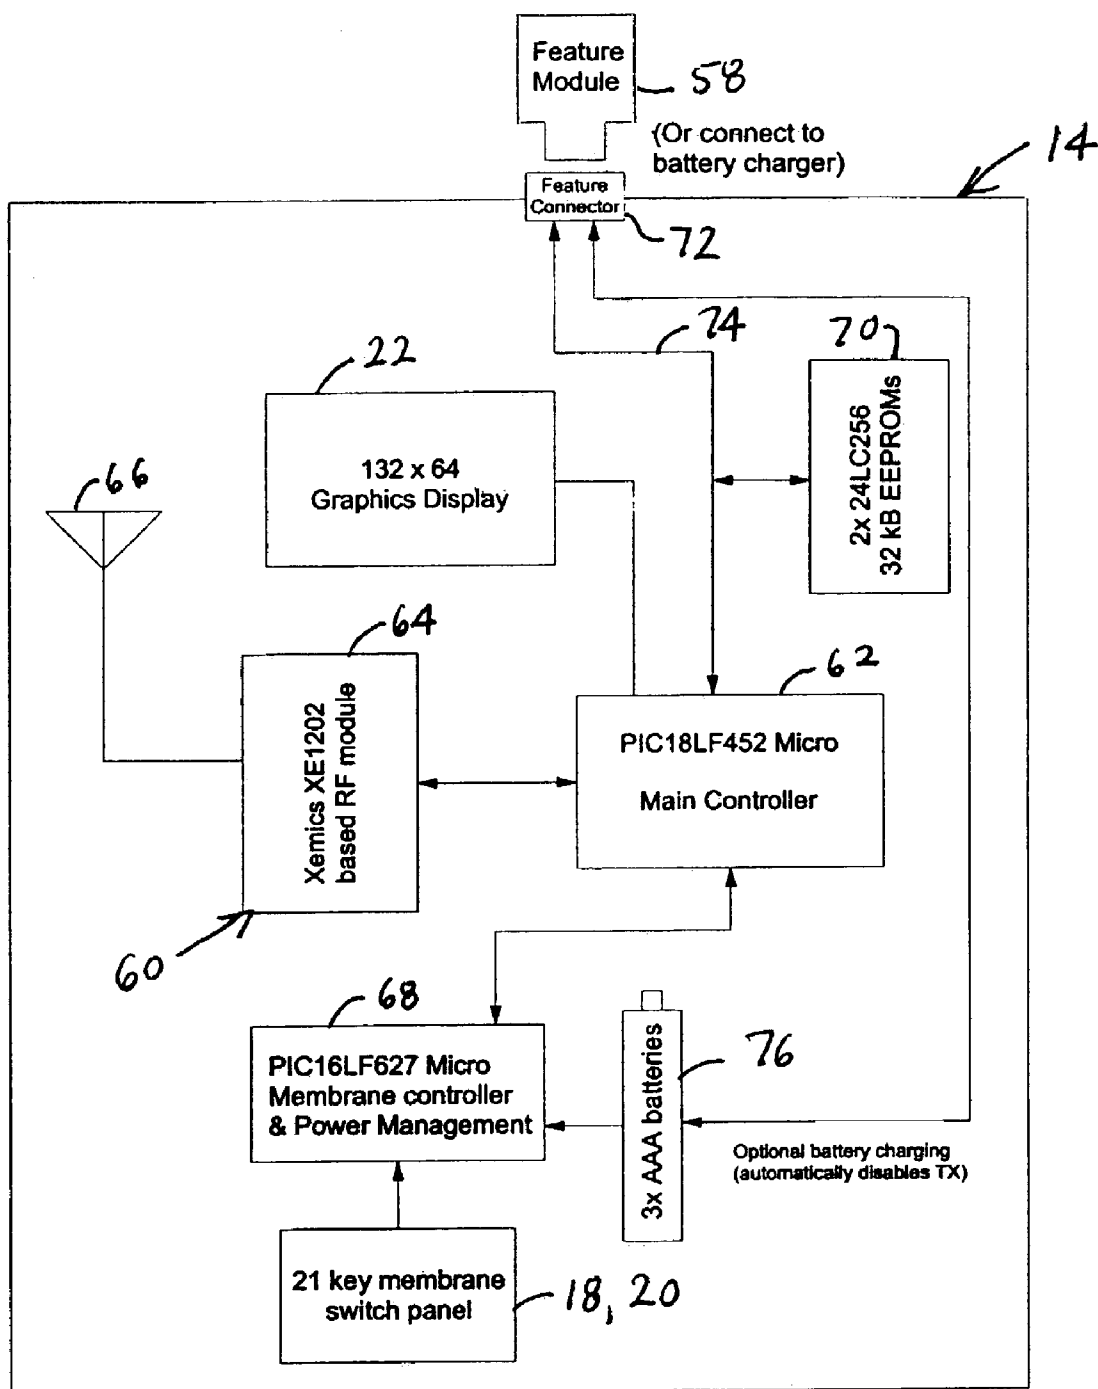 Feature
Module
58
(Or connect to
battery charger)
14
Feature
Connector
72
74
70
2x 24LC256
32 kB EEPROMs
22
132 x 64
Graphics Display
66
64
Xemics XE1202
based RF module
62
PIC18LF452 Micro
Main Controller
60
68
PIC16LF627 Micro
Membrane controller
& Power Management
76
3x AAA batteries
Optional battery charging
(automatically disables TX)
21 key membrane
switch panel
18, 20